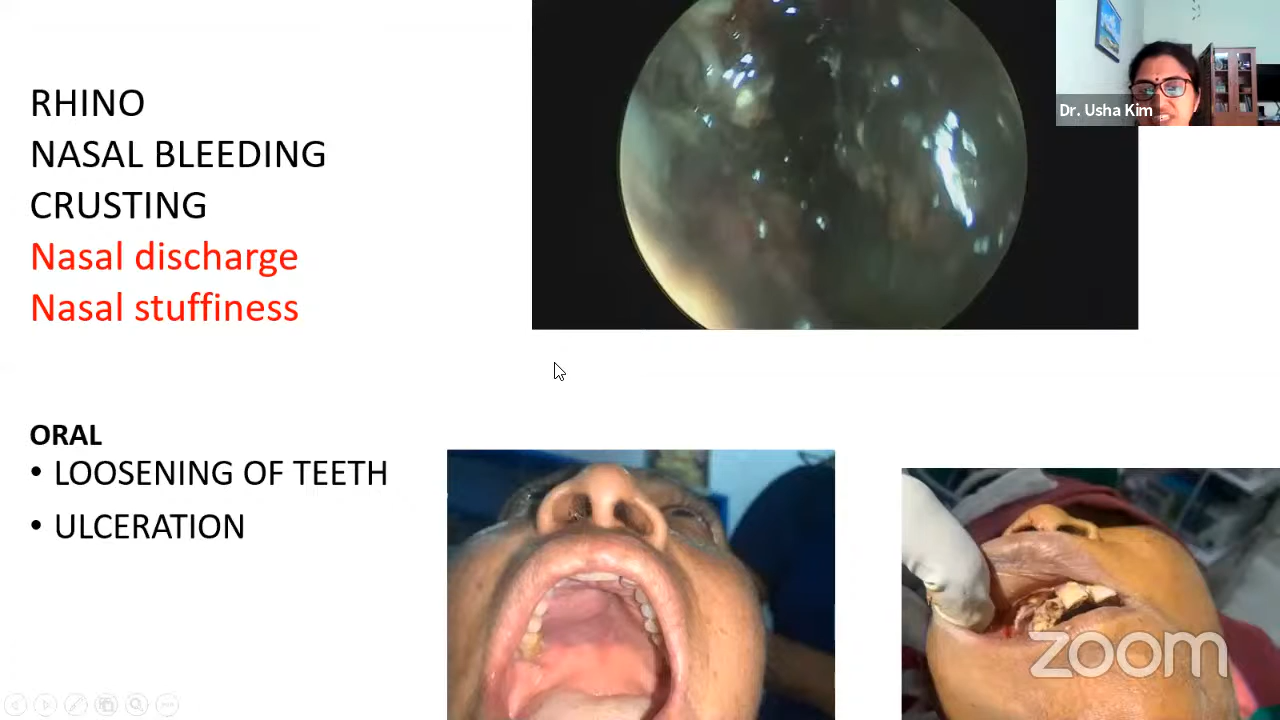 RHINO
NASAL BLEEDING
CRUSTING
Nasal discharge
Nasal stuffiness
ORAL
• LOOSENING OF TEETH
• ULCERATION
Dr. Usha Kim
zoom